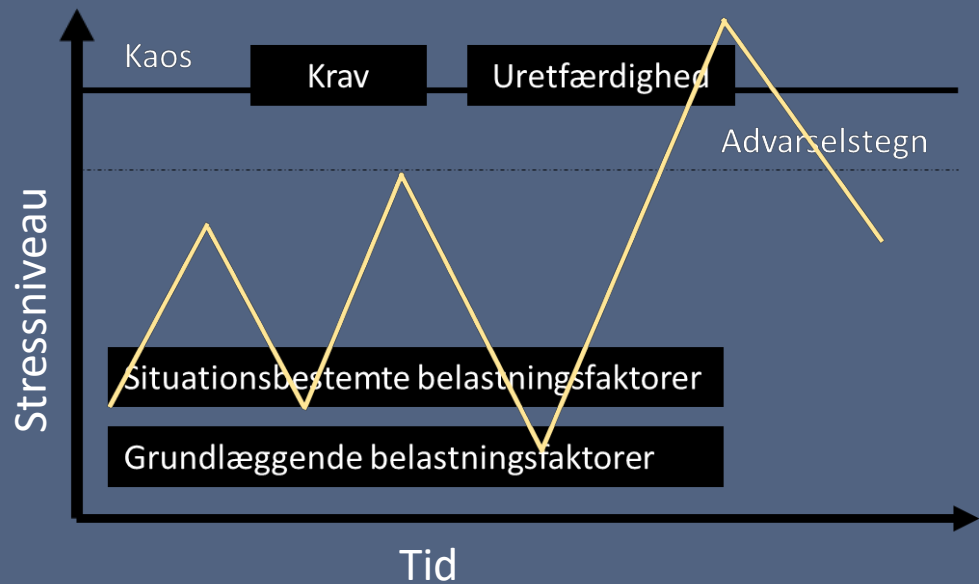 Kaos
Krav
Uretfærdighed
Advarselstegn
Stressniveau
Situationsbestemte belastningsfaktorer
Grundlæggende belastningsfaktorer
Tid